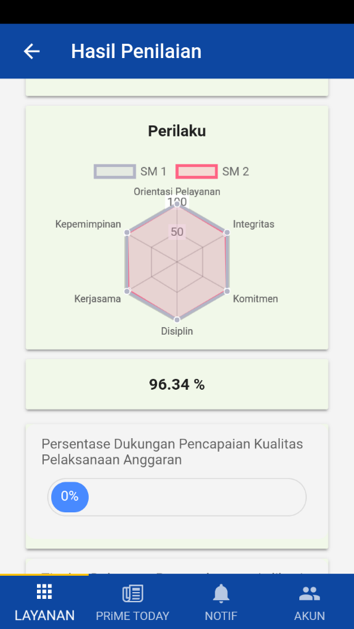 Hasil Penilaian
Perilaku
SM 1
SM 2
Orientasi Pelayanan
100
50
Kepemimpinan
Integritas
Kerjasama
Komitmen
Disiplin
96.34 %
Persentase Dukungan Pencapaian Kualitas
Pelaksanaan Anggaran
0%
LAYANAN
PRIME TODAY
NOTIF
AKUN